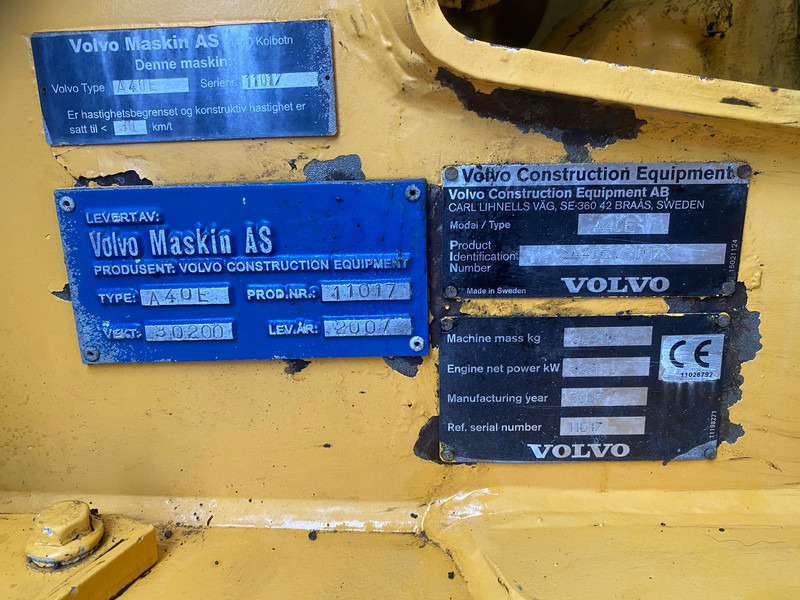 Volvo Maskin AS Kolbotn
Denne maskin:
Volvo Type A40E Serienr. 11017
Er hastighetsbegrenset og konstruktiv hastighet er
satt til < km/t
LEVERT AV:
Volvo Maskin AS
PRODUSENT: VOLVO CONSTRUCTION EQUIPMENT
TYPE: A40E PROD.NR.: 11017
VEKT: 30200 LEV.ÅR: 2007
Volvo Construction Equipment
Volvo Construction Equipment AB
CARL LIHNELLS VÄG, SE-360 42 BRAÅS, SWEDEN
Model / Type A40E
Product
Identification
Number
Made in Sweden VOLVO
15021124
Machine mass kg
Engine net power kW
CE
11026792
Manufacturing year
Ref. serial number 11017
VOLVO
11198271